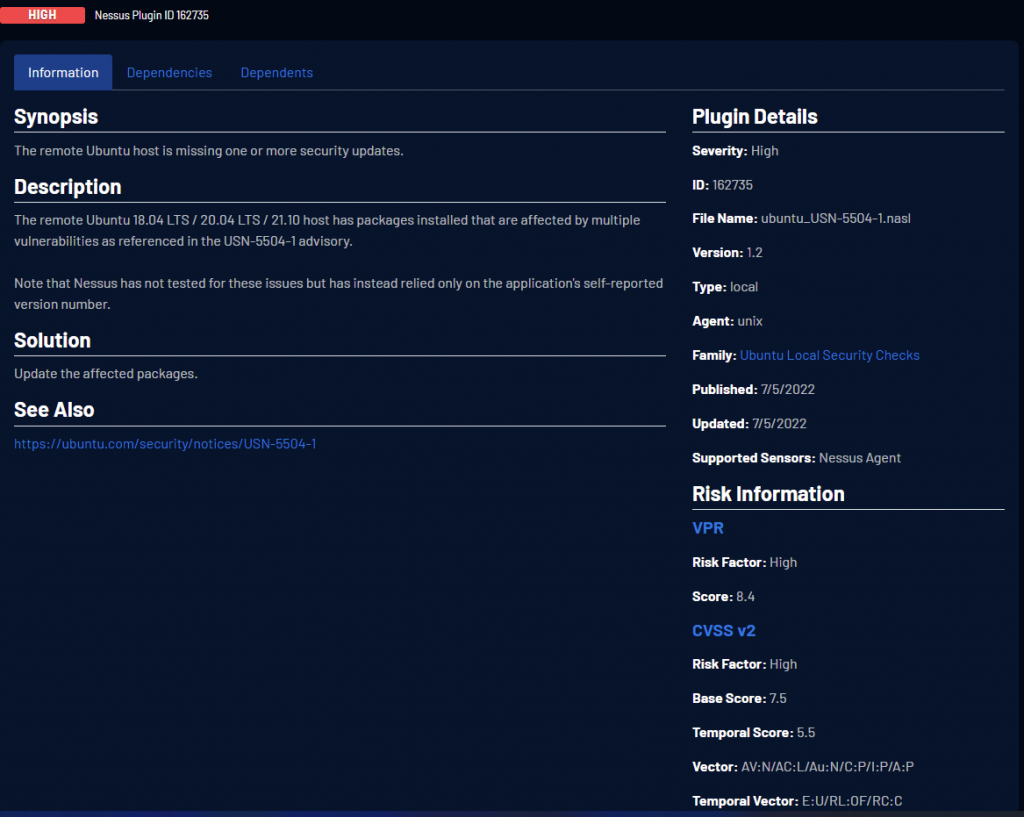 HIGH
Nessus Plugin ID 162735
Information
Dependencies
Dependents
Synopsis
The remote Ubuntu host is missing one or more security updates.
Description
The remote Ubuntu 18.04 LTS / 20.04 LTS / 21.10 host has packages installed that are affected by multiple
vulnerabilities as referenced in the USN-5504-1 advisory.
Note that Nessus has not tested for these issues but has instead relied only on the application's self-reported
version number.
Solution
Update the affected packages.
See Also
https://ubuntu.com/security/notices/USN-5504-1
Plugin Details
Severity: High
ID: 162735
File Name: ubuntu_USN-5504-1.nasl
Version: 1.2
Type: local
Agent: unix
Family: Ubuntu Local Security Checks
Published: 7/5/2022
Updated: 7/5/2022
Supported Sensors: Nessus Agent
Risk Information
VPR
Risk Factor: High
Score: 8.4
CVSS v2
Risk Factor: High
Base Score: 7.5
Temporal Score: 5.5
Vector: AV:N/AC:L/Au:N/C:P/I:P/A:P
Temporal Vector: E:U/RL:OF/RC:C